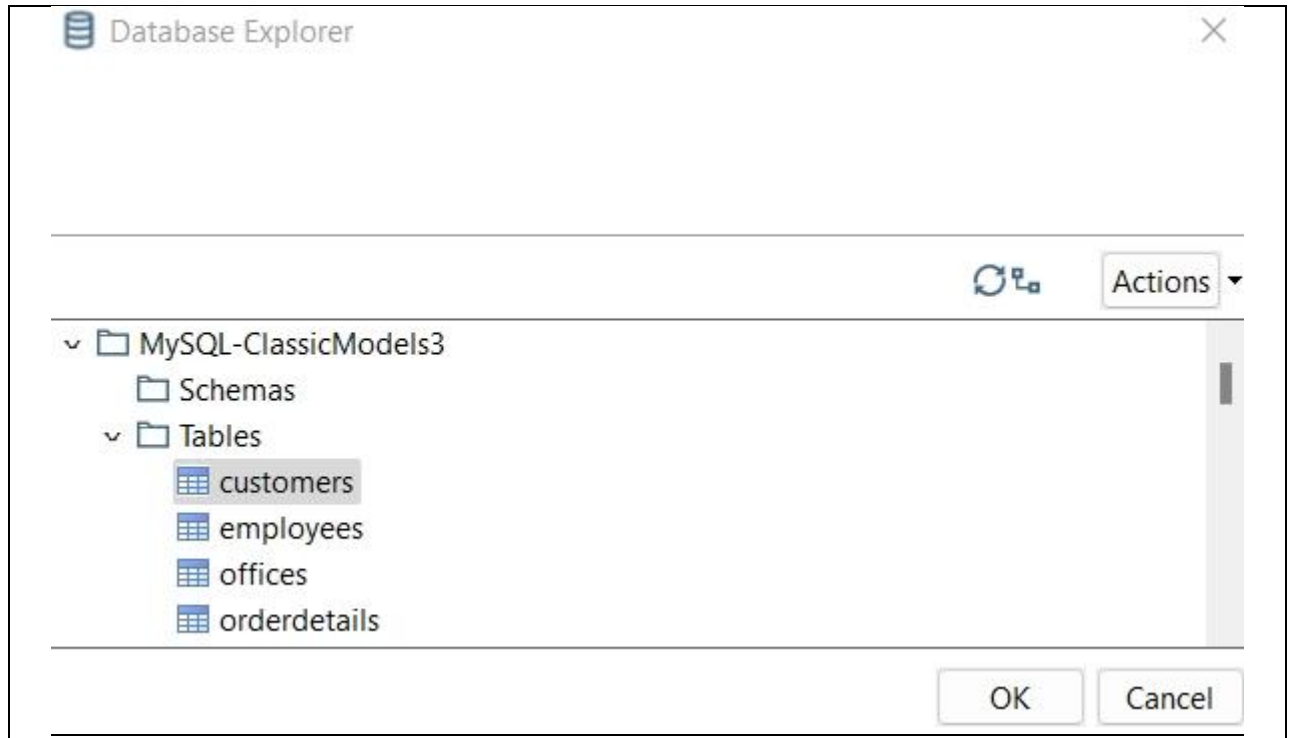 Database Explorer
Actions
MySQL-ClassicModels3
Schemas
Tables
customers
employees
offices
orderdetails
OK Cancel